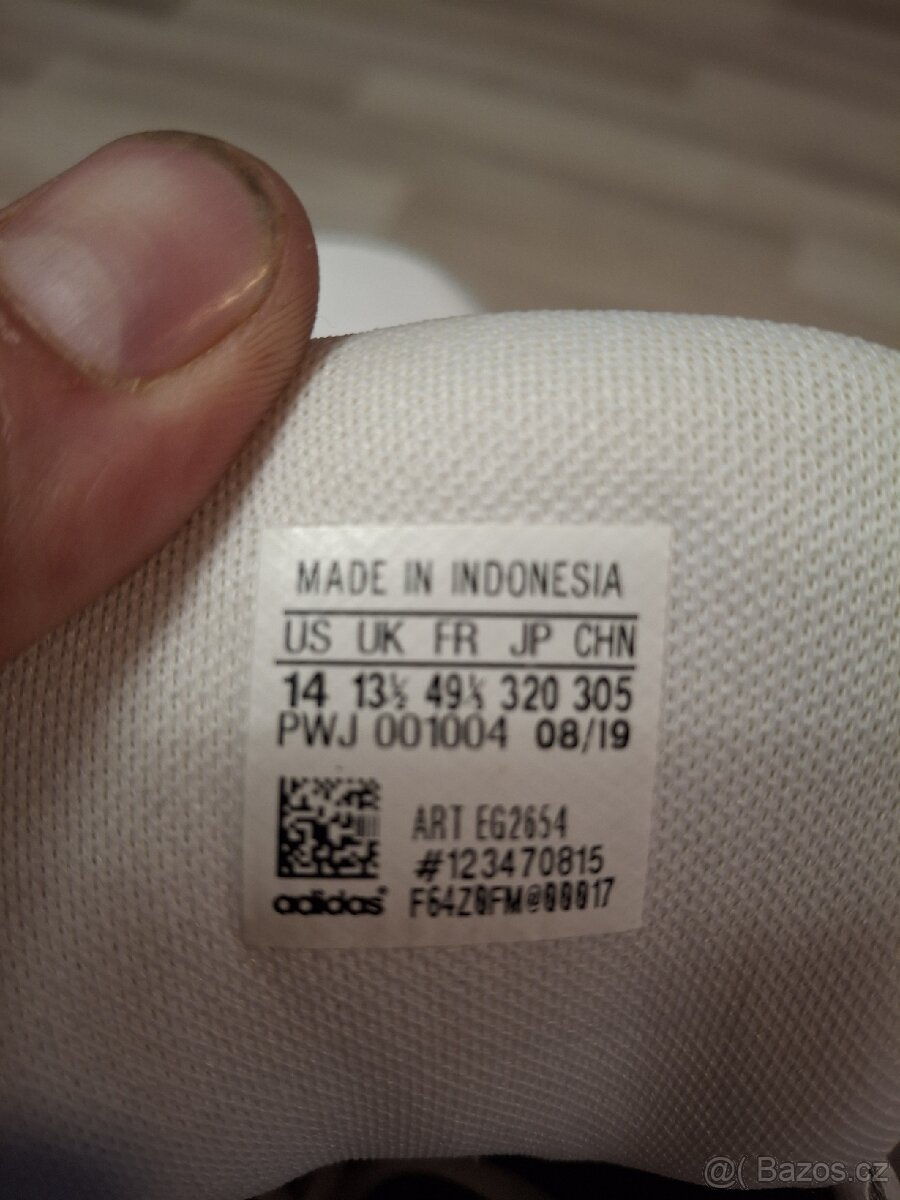 MADE IN INDONESIA
US UK FR JP CHN
14 13½ 49⅓ 320 305
PWJ 001004 08/19
ART EG2654
#123470815
adidas® F64Z0FM@00017
@( Bazos.cz